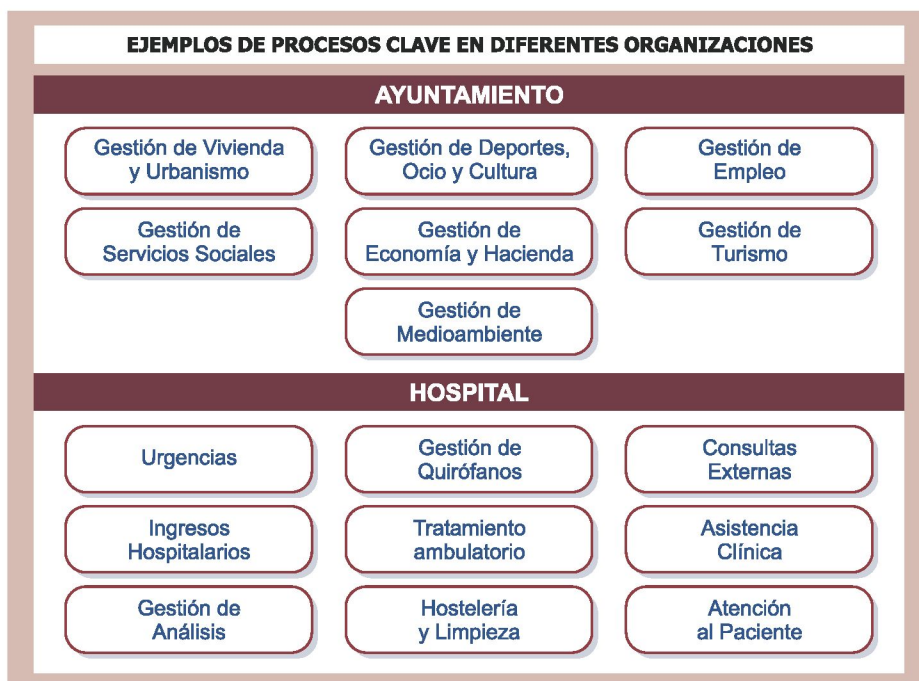 EJEMPLOS DE PROCESOS CLAVE EN DIFERENTES ORGANIZACIONES
AYUNTAMIENTO
Gestión de Vivienda
y Urbanismo
Gestión de Deportes,
Ocio y Cultura
Gestión de
Empleo
Gestión de
Servicios Sociales
Gestión de
Economía y Hacienda
Gestión de
Turismo
Gestión de
Medioambiente
HOSPITAL
Urgencias
Gestión de
Quirófanos
Consultas
Externas
Ingresos
Hospitalarios
Tratamiento
ambulatorio
Asistencia
Clínica
Gestión de
Análisis
Hostelería
y Limpieza
Atención
al Paciente